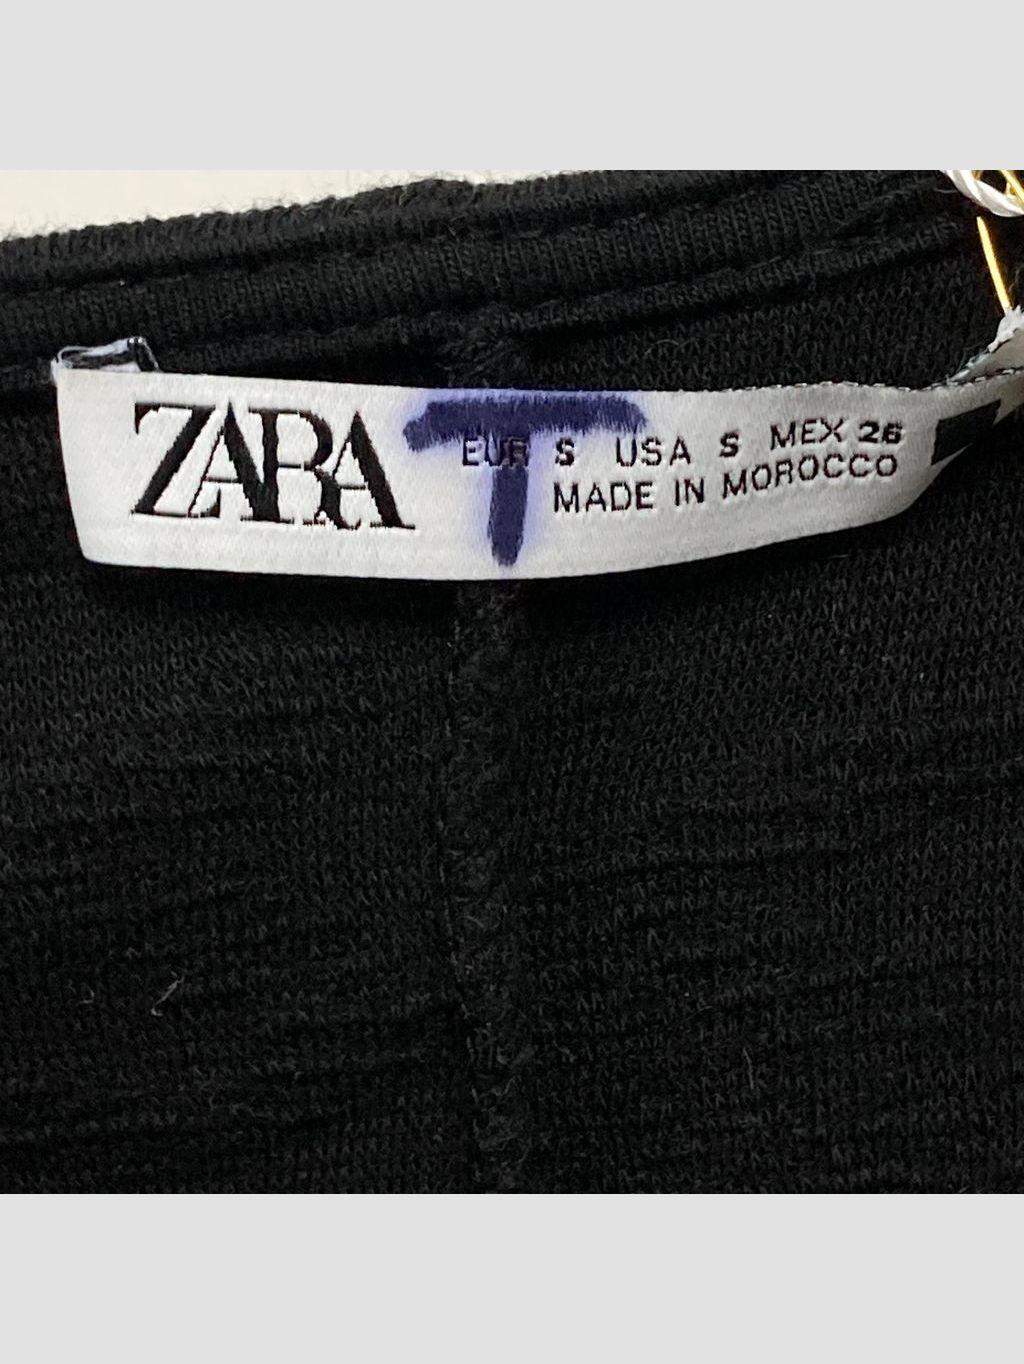 ZARA
T
EUR S USA S MEX 26
MADE IN MOROCCO